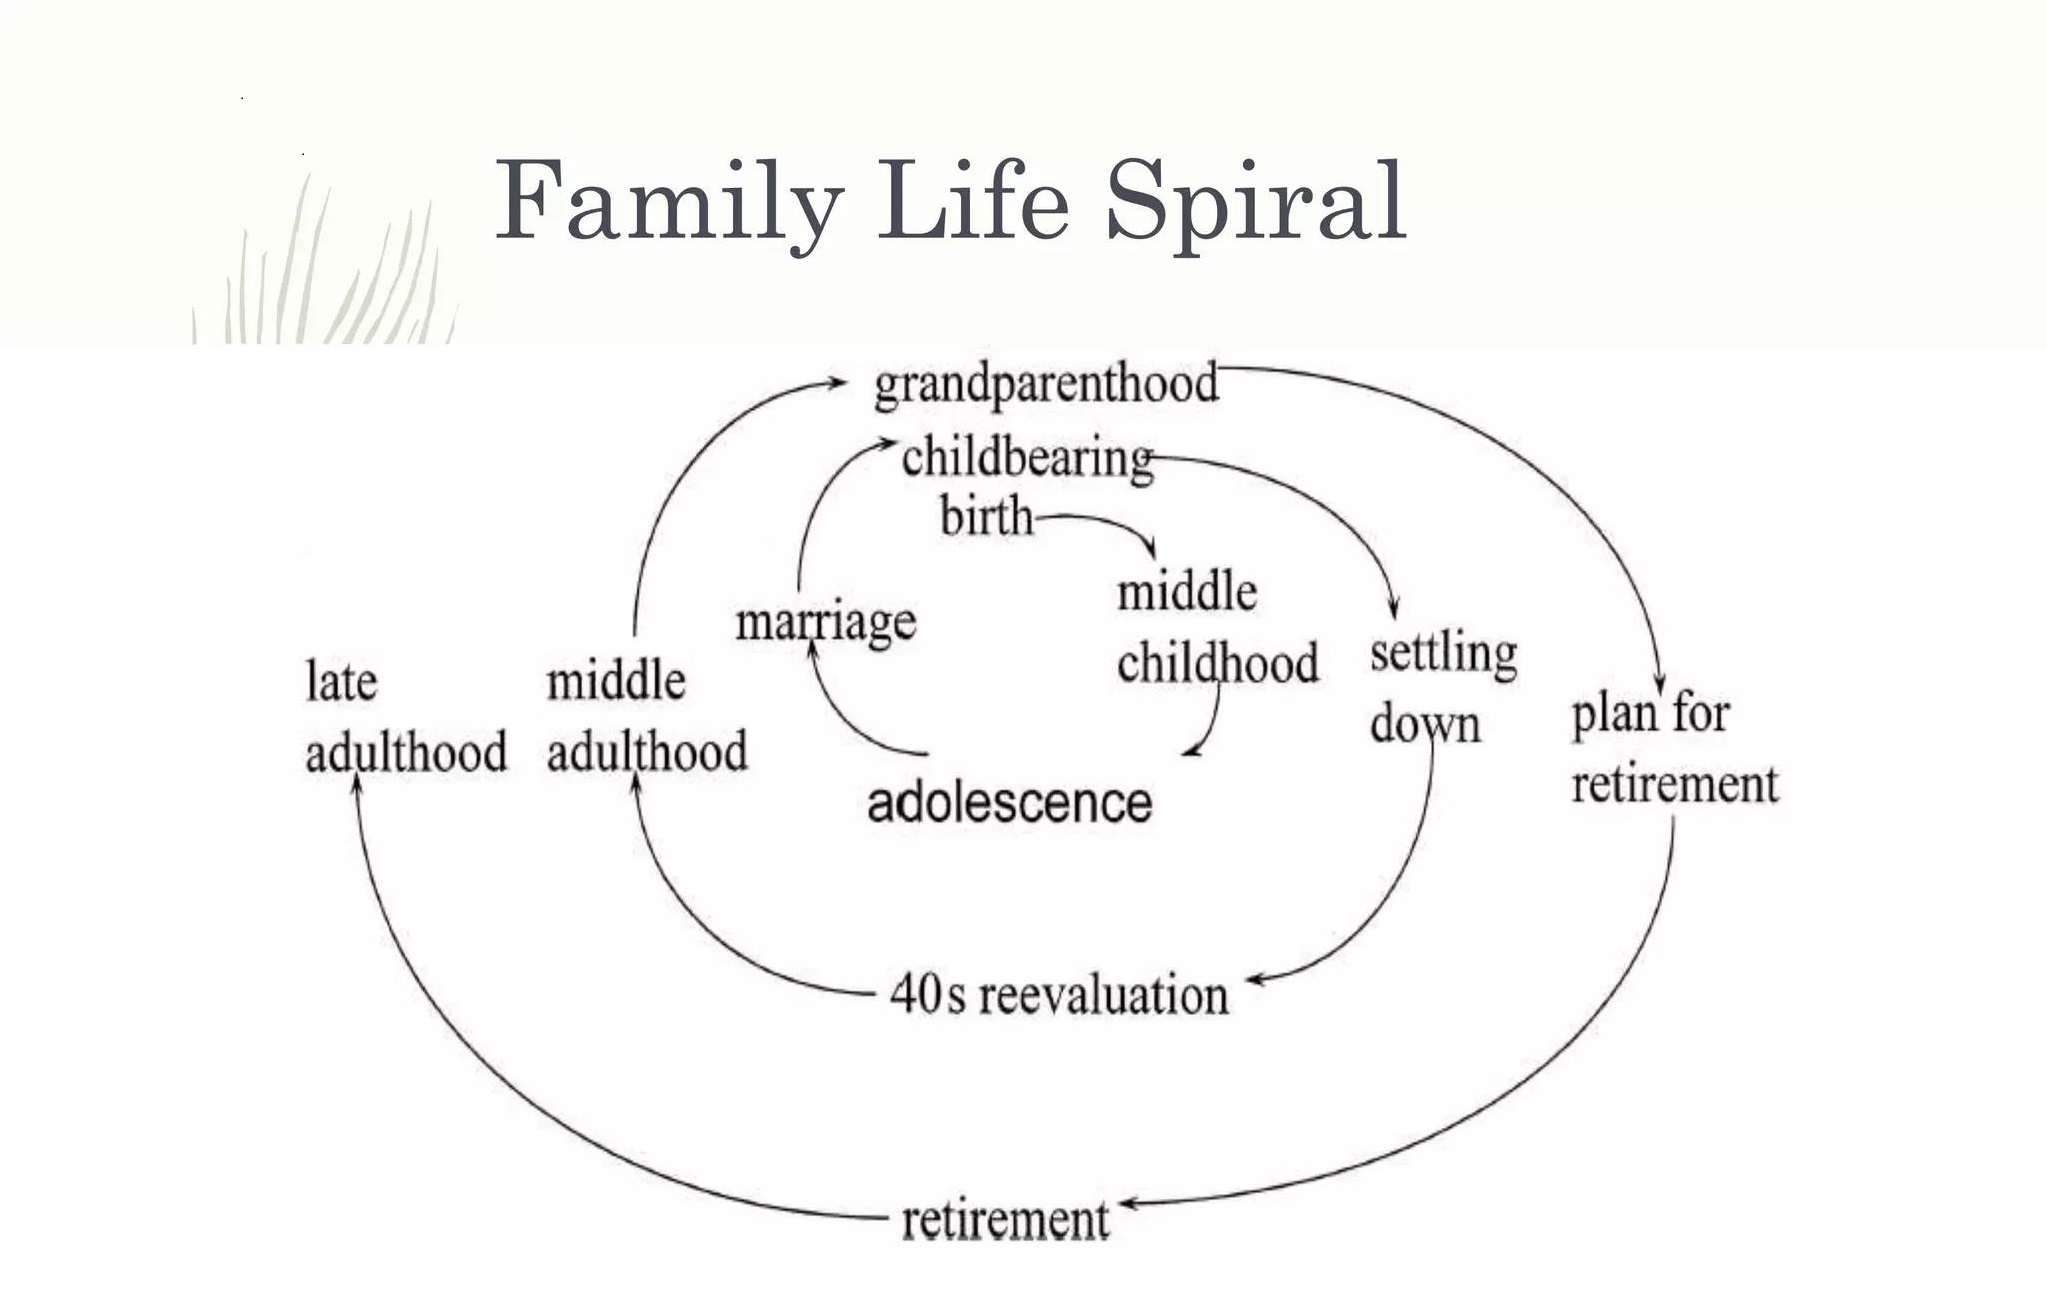 Family Life Spiral
grandparenthood
childbearing
birth
middle
childhood
marriage
settling
down
late
adulthood
middle
adulthood
plan for
retirement
adolescence
40s reevaluation
retirement